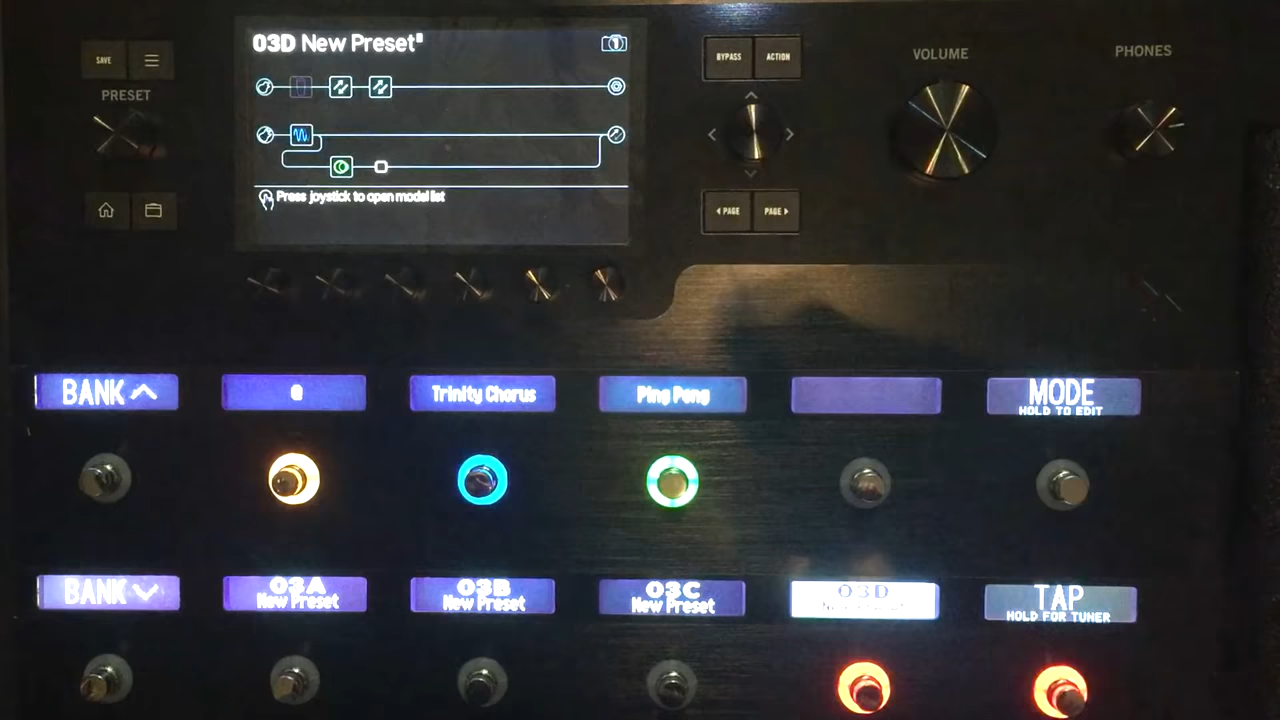 03D New Preset
SAVE
PRESET
BYPASS
ACTION
VOLUME
PHONES
Press joystick to open model list
PAGE
PAGE
BANK
Trinity Chorus
Ping Pong
MODE
HOLD TO EDIT
BANK
03A
New Preset
03B
New Preset
03C
New Preset
03D
TAP
HOLD FOR TUNER